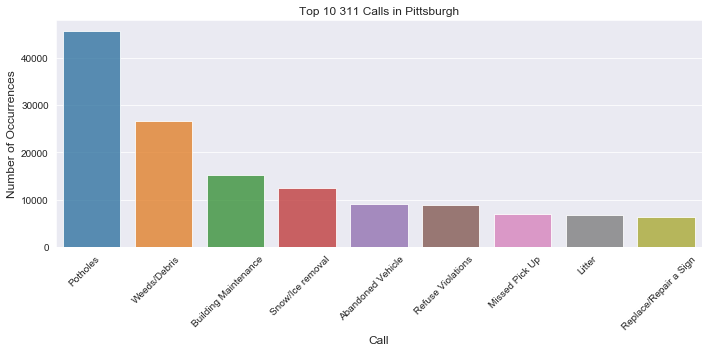 Top 10 311 Calls in Pittsburgh
Number of Occurrences
40000
30000
20000
10000
0
Potholes
Weeds/Debris
Building Maintenance
Snow/Ice removal
Abandoned Vehicle
Refuse Violations
Missed Pick Up
Litter
Replace/Repair a Sign
Call